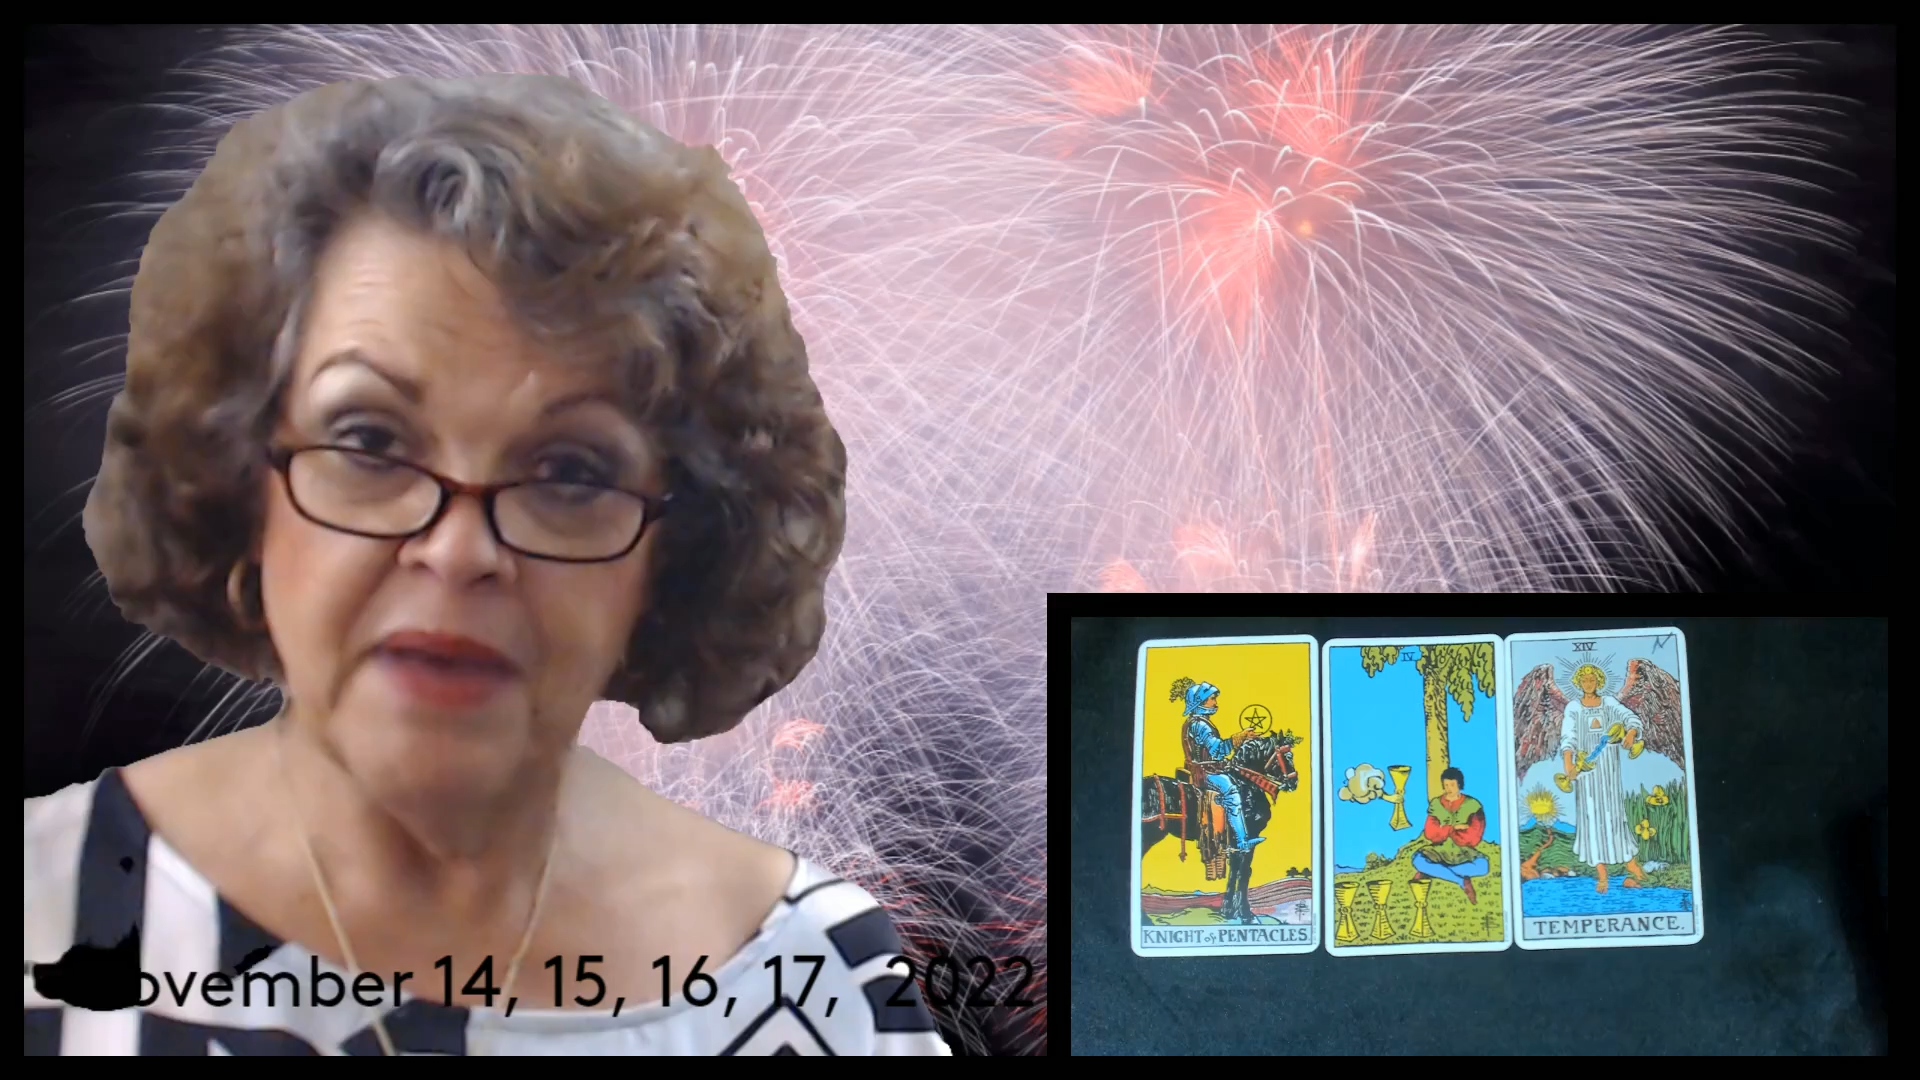 ovember 14, 15, 16, 17, 2022
KNIGHT of PENTACLES.
IV
XIV
TEMPERANCE.